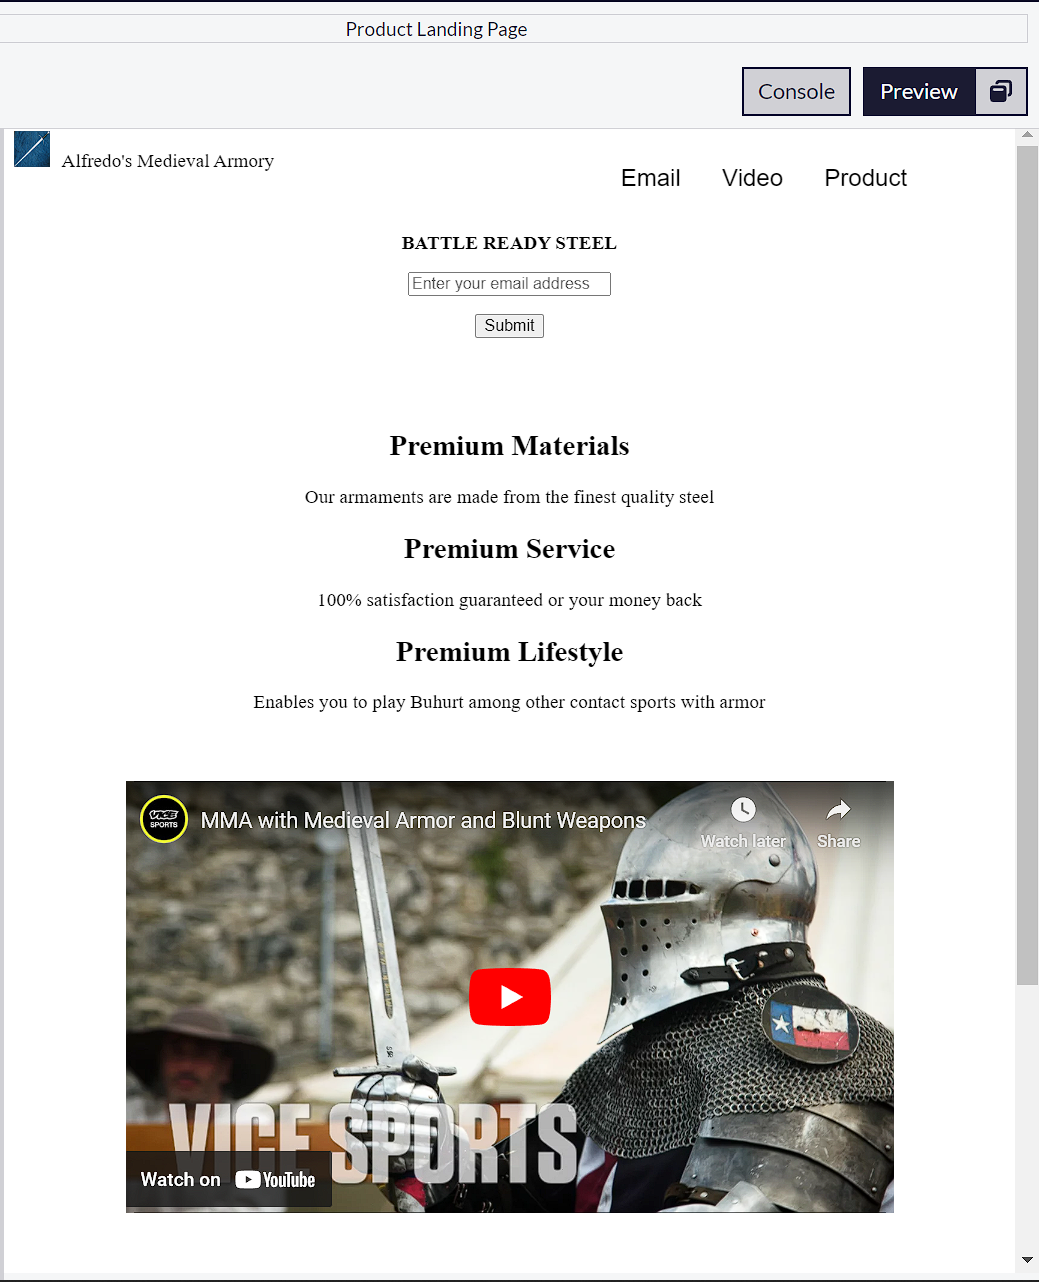 Product Landing Page
Console Preview
Alfredo's Medieval Armory
Email Video Product
BATTLE READY STEEL
Enter your email address
Submit
Premium Materials
Our armaments are made from the finest quality steel
Premium Service
100% satisfaction guaranteed or your money back
Premium Lifestyle
Enables you to play Buhurt among other contact sports with armor
VICE
SPORTS
MMA with Medieval Armor and Blunt Weapons
Watch later
Share
VICE SPORTS
Watch on YouTube